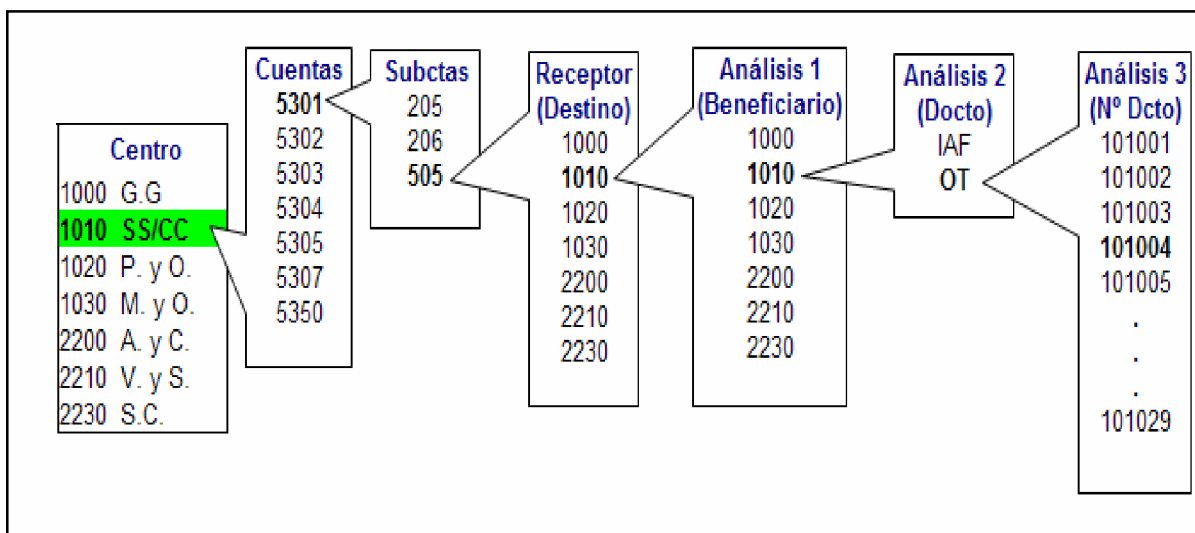 Centro
1000 G.G
1010 SS/CC
1020 P. y O.
1030 M. y O.
2200 A. y C.
2210 V. y S.
2230 S.C.
Cuentas
5301
5302
5303
5304
5305
5307
5350
Subctas
205
206
505
Receptor
(Destino)
1000
1010
1020
1030
2200
2210
2230
Análisis 1
(Beneficiario)
1000
1010
1020
1030
2200
2210
2230
Análisis 2
(Docto)
IAF
OT
Análisis 3
(Nº Dcto)
101001
101002
101003
101004
101005
.
.
.
101029